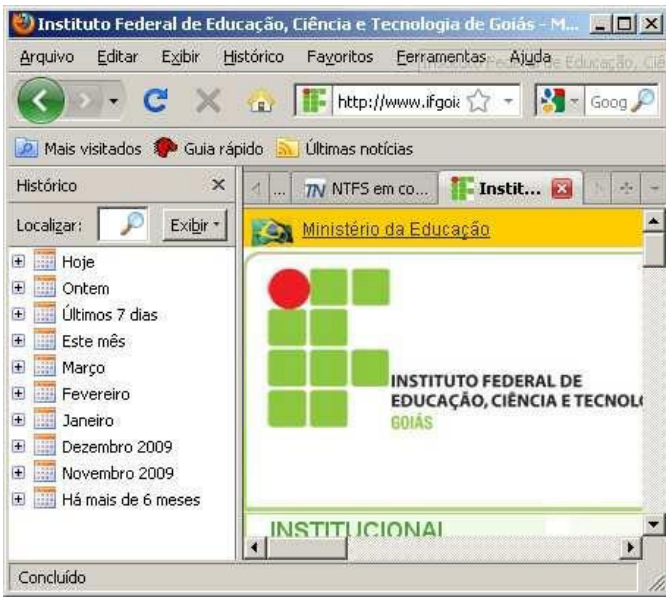 Instituto Federal de Educação, Ciência e Tecnologia de Goiás - M...
Arquivo Editar Exibir Histórico Favoritos Ferramentas Ajuda
http://www.ifgoiá
Goog
Mais visitados Guia rápido Últimas notícias
Histórico
... TN NTFS em co... Instit...
Localizar: Exibir
Ministério da Educação
Hoje
Ontem
Últimos 7 dias
Este mês
Março
Fevereiro
Janeiro
Dezembro 2009
Novembro 2009
Há mais de 6 meses
INSTITUTO FEDERAL DE
EDUCAÇÃO, CIÊNCIA E TECNOL
GOIÁS
INSTITUCIONAL
Concluído